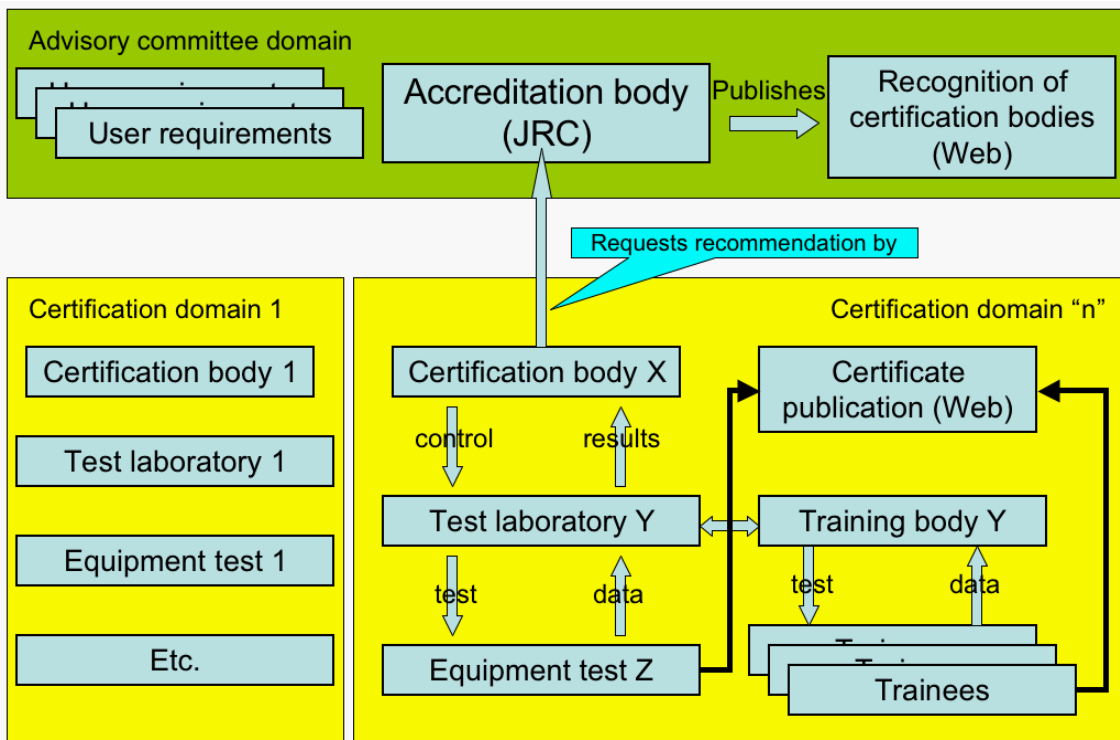 Advisory committee domain
User requirements
Accreditation body
(JRC)
Publishes
Recognition of
certification bodies
(Web)
Requests recommendation by
Certification domain 1
Certification body 1
Test laboratory 1
Equipment test 1
Etc.
Certification domain “n”
Certification body X
Certificate
publication (Web)
control
results
Test laboratory Y
Training body Y
test
data
test
data
Equipment test Z
Trainees